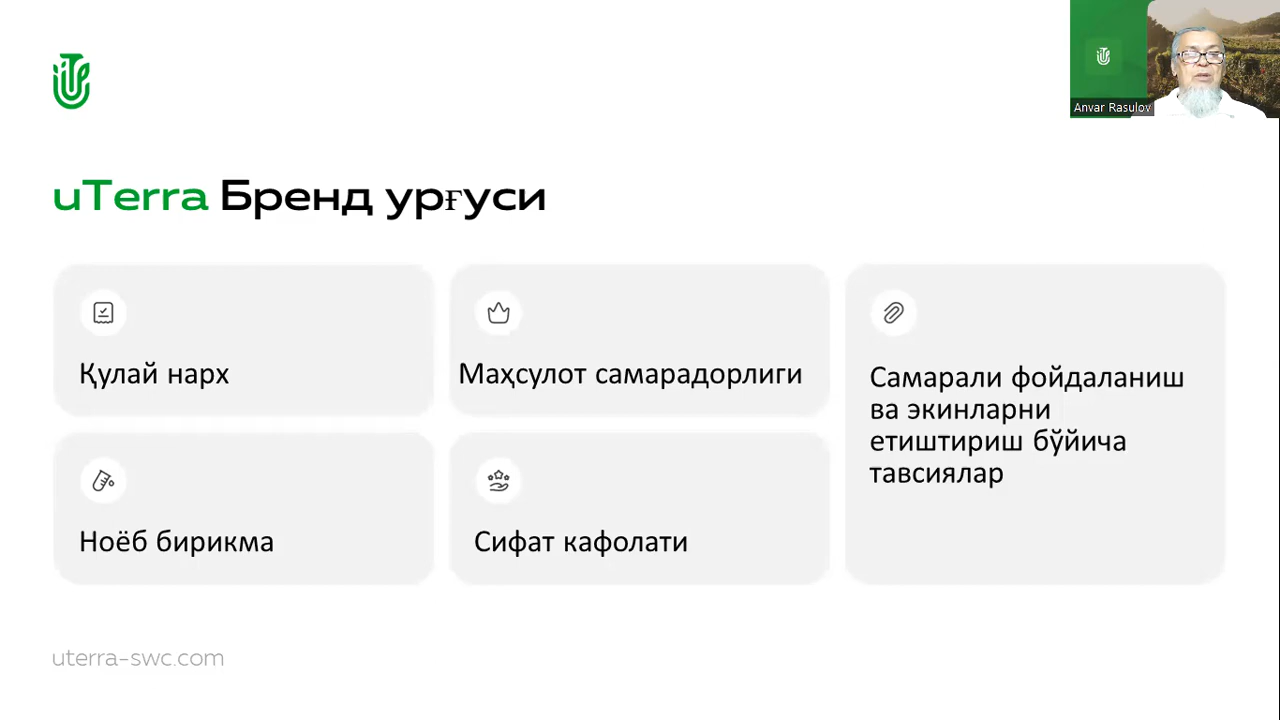 Anvar Rasulov
uTerra Бренд урғуси
Қулай нарх
Маҳсулот самарадорлиги
Самарали фойдаланиш
ва экинларни
етиштириш бўйича
тавсиялар
Ноёб бирикма
Сифат кафолати
uterra-swc.com